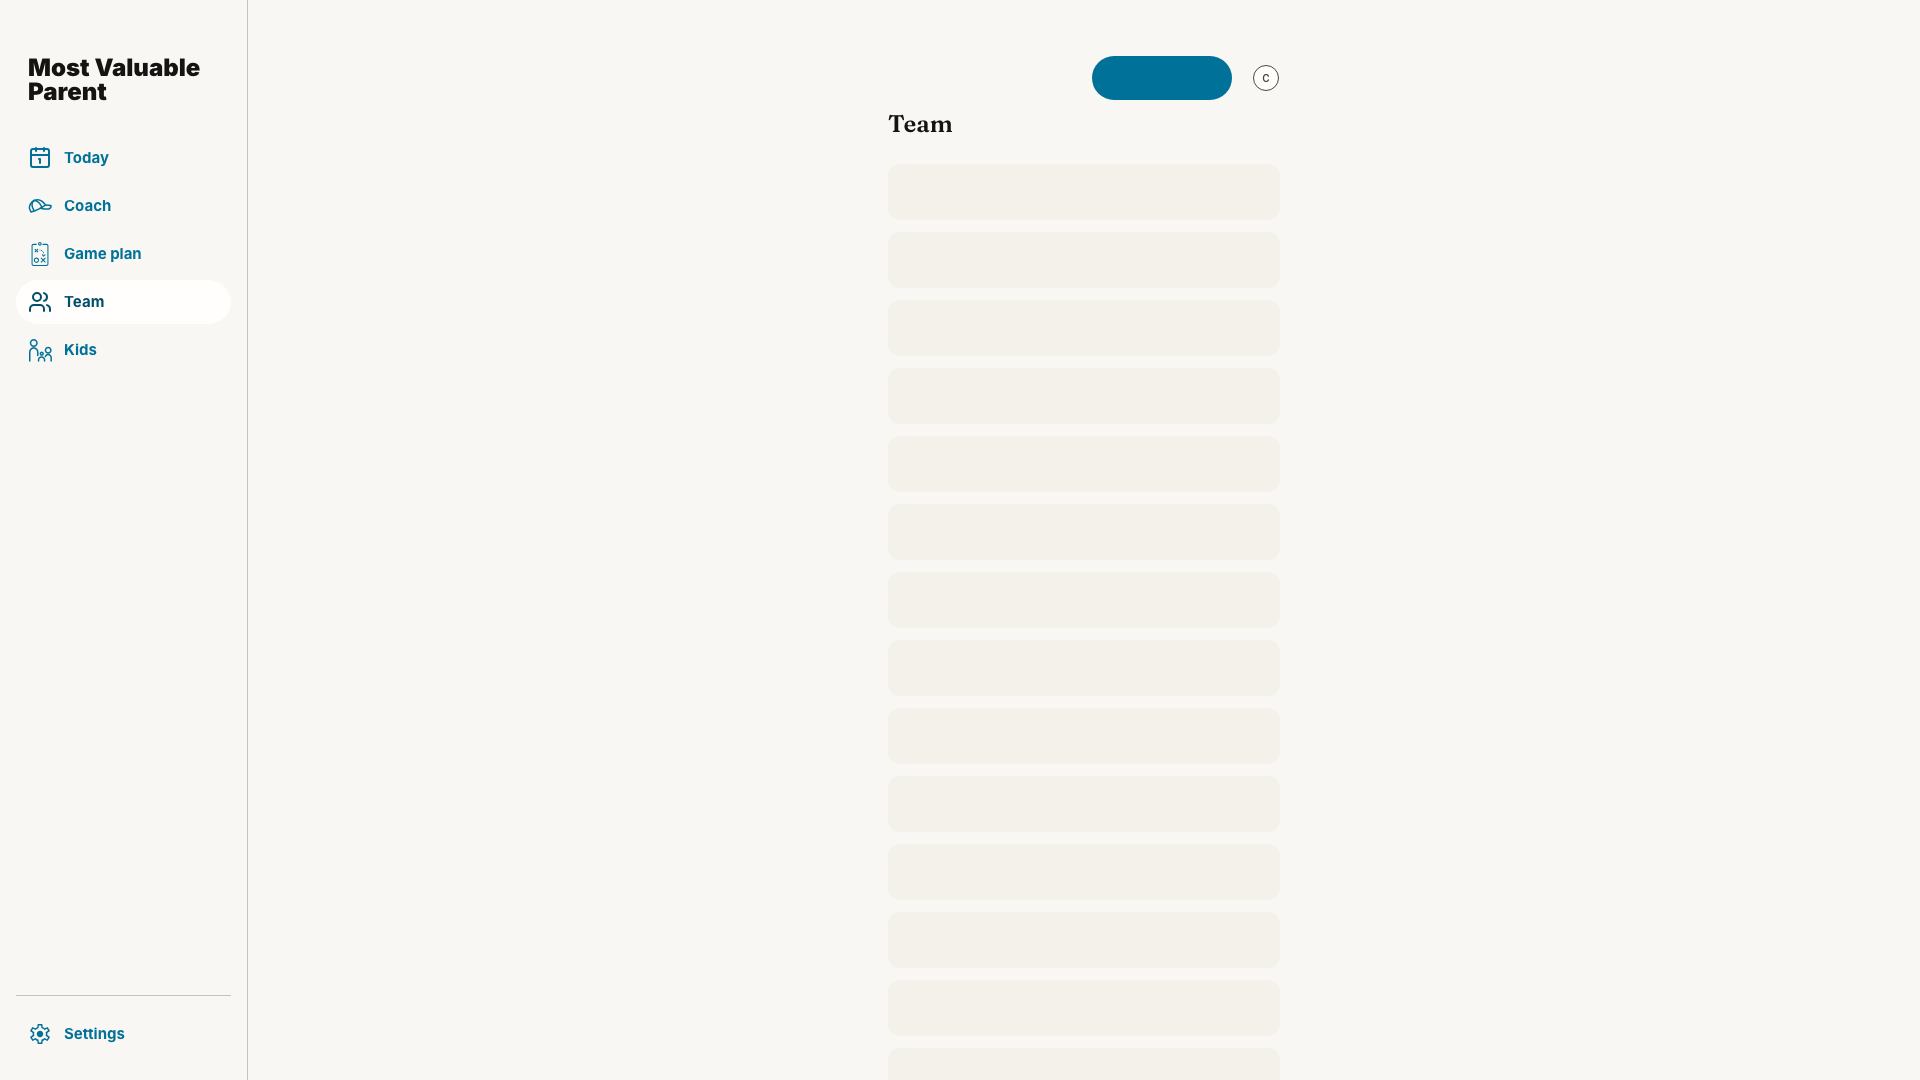 Most Valuable
Parent
Today
Coach
Game plan
Team
Kids
Settings
C
Team